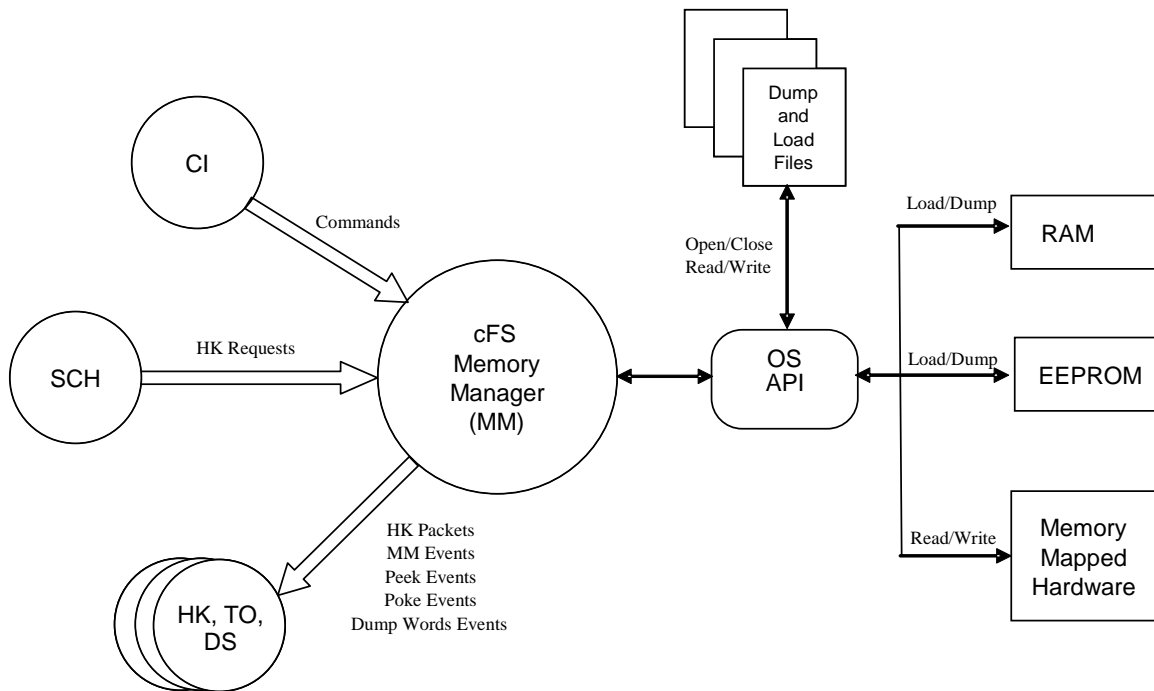 Dump
and
Load
Files
CI
Commands
Load/Dump
RAM
Open/Close
Read/Write
cFS
Memory
Manager
(MM)
HK Requests
SCH
OS
API
Load/Dump
EEPROM
HK Packets
MM Events
Peek Events
Poke Events
Dump Words Events
Read/Write
Memory
Mapped
Hardware
HK, TO,
DS